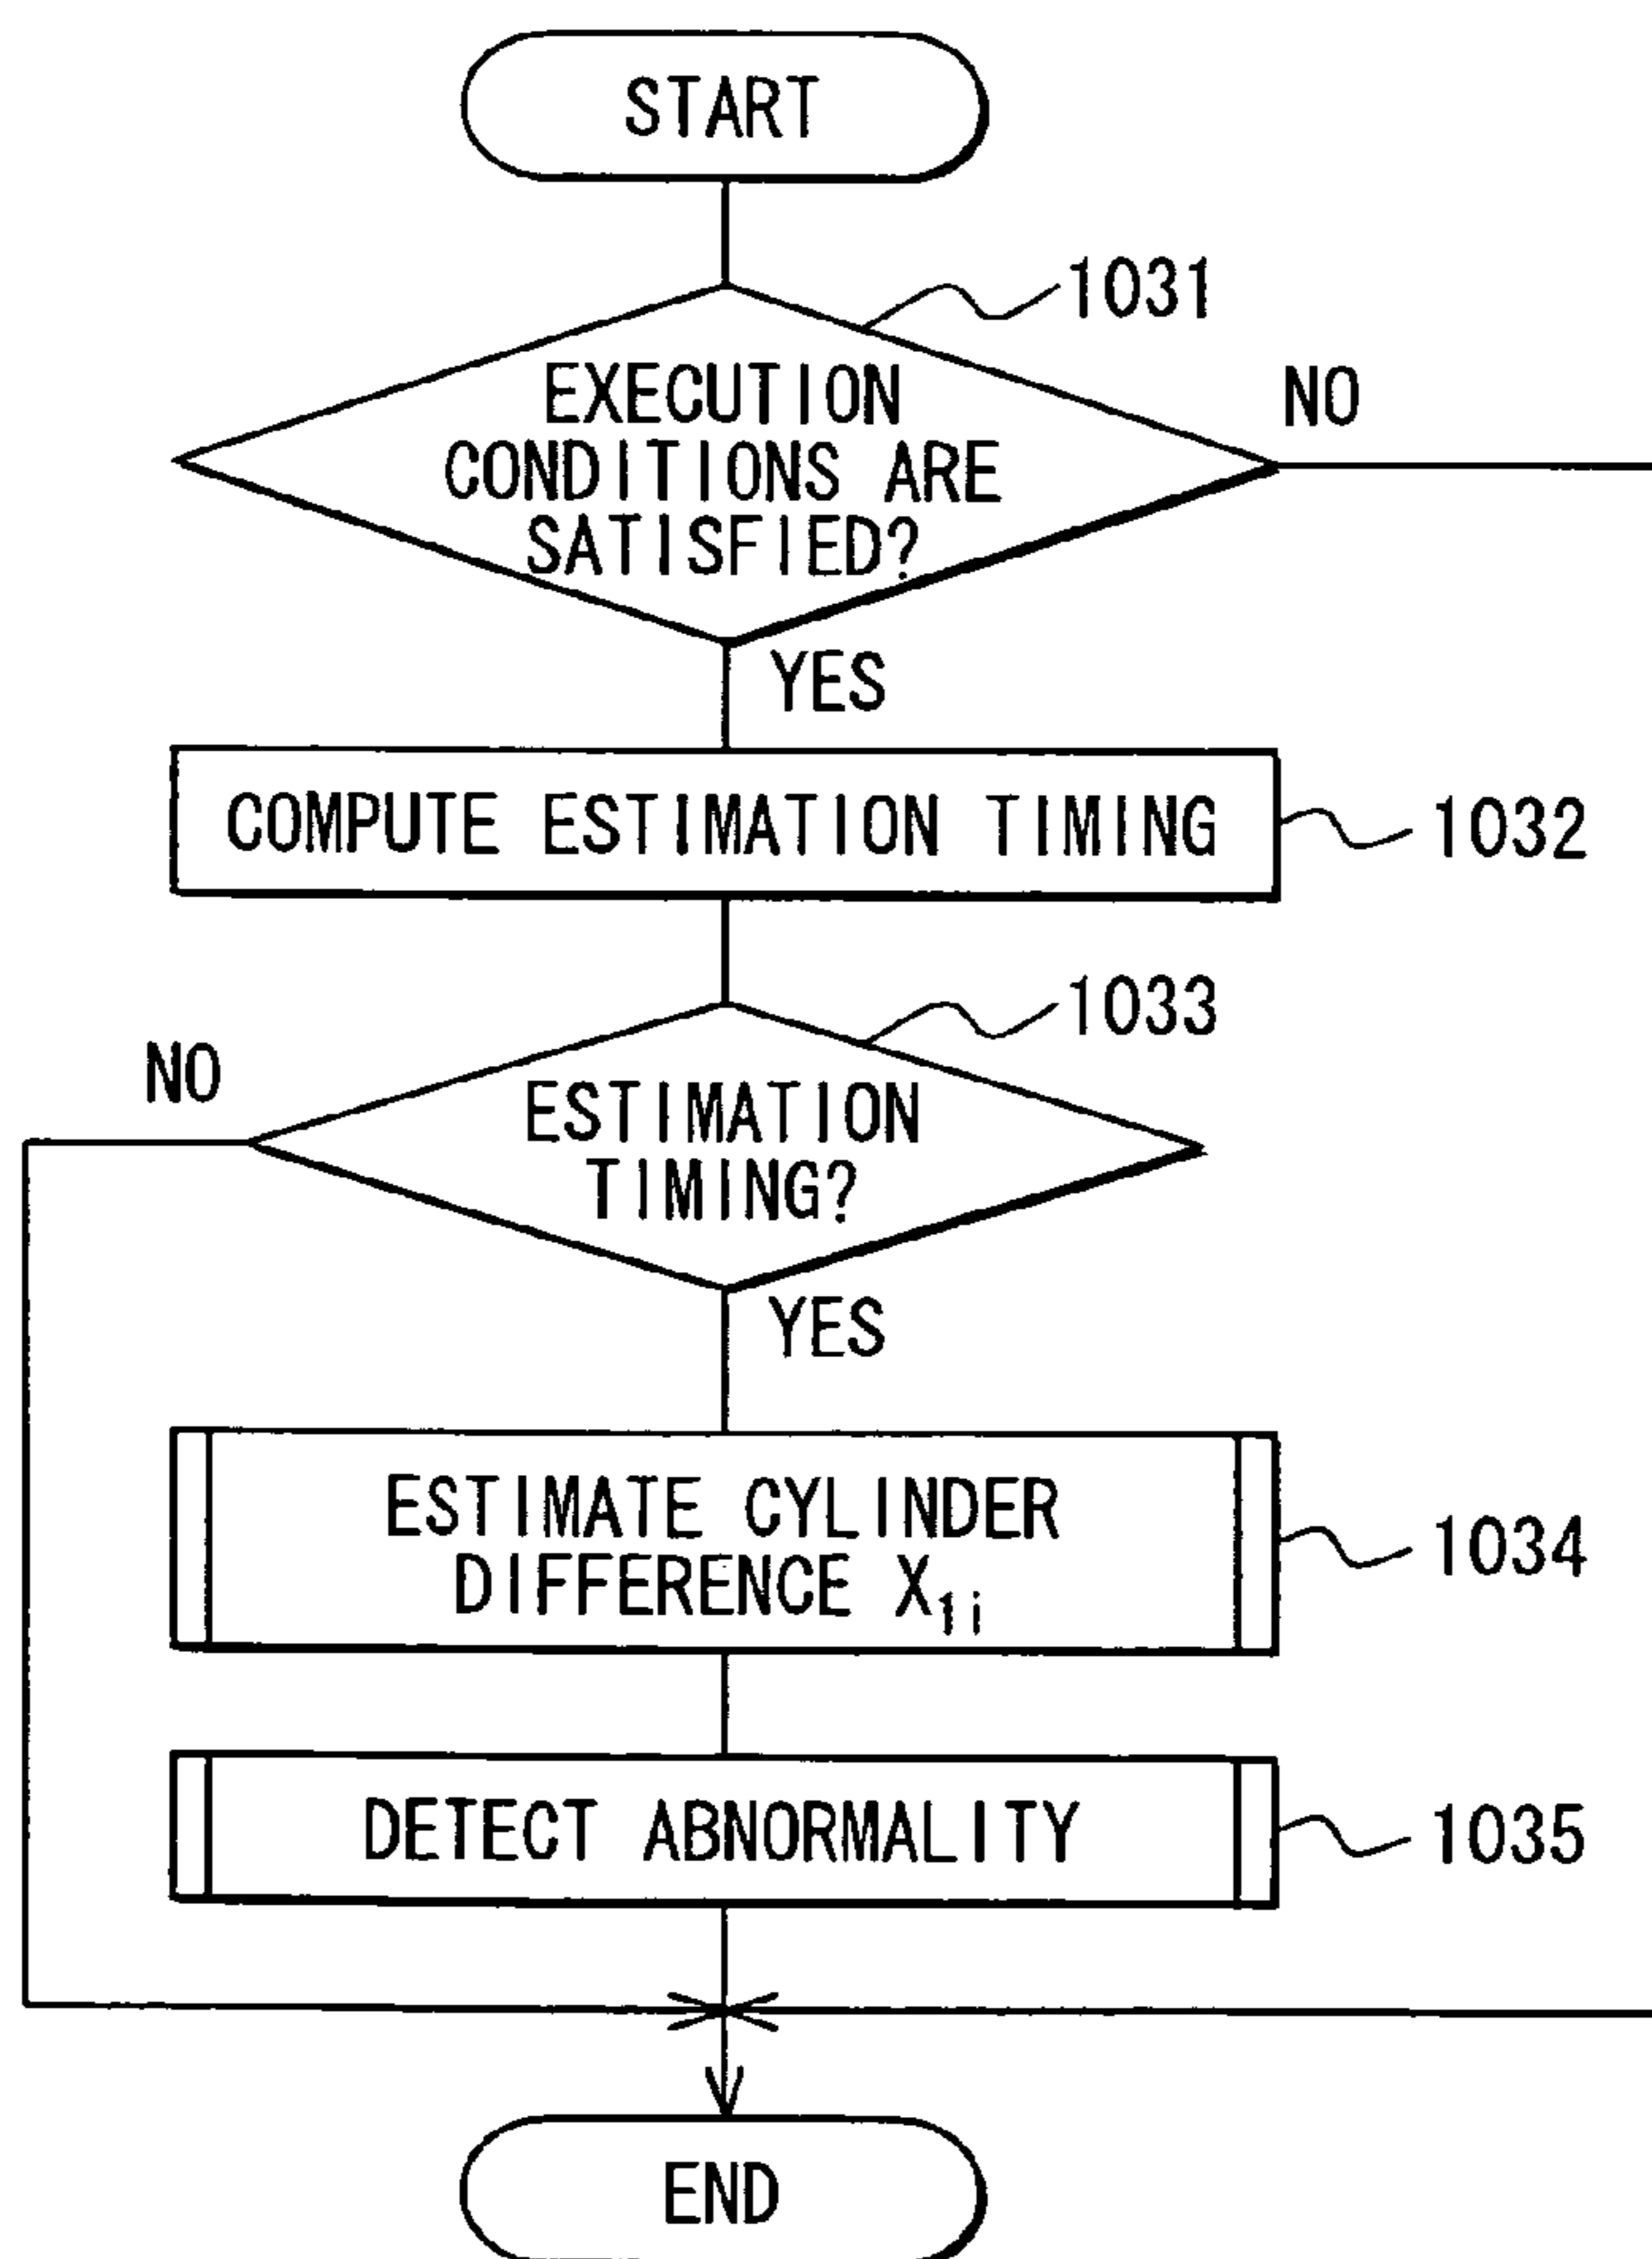 START
1031
EXECUTION
CONDITIONS ARE
SATISFIED?
NO
YES
COMPUTE ESTIMATION TIMING
1032
1033
NO
ESTIMATION
TIMING?
YES
ESTIMATE CYLINDER
DIFFERENCE X1i
1034
DETECT ABNORMALITY
1035
END